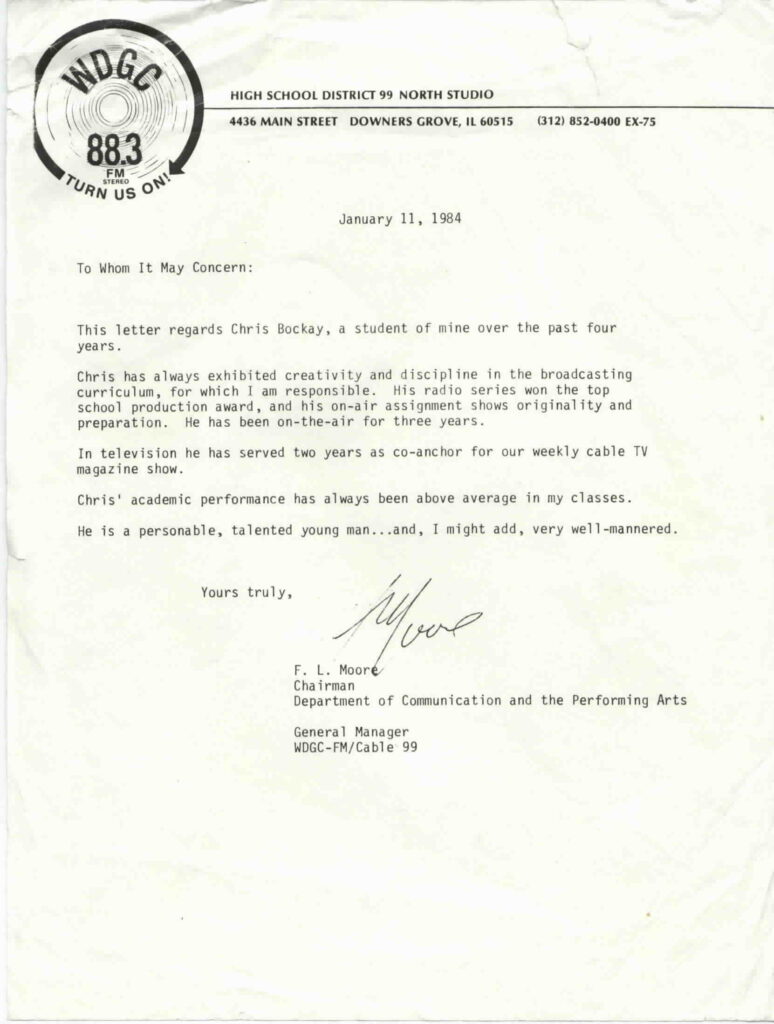 WDGC
88.3
FM
STEREO
TURN US ON!
HIGH SCHOOL DISTRICT 99 NORTH STUDIO
4436 MAIN STREET DOWNERS GROVE, IL 60515 (312) 852-0400 EX-75
January 11, 1984
To Whom It May Concern:
This letter regards Chris Bockay, a student of mine over the past four
years.
Chris has always exhibited creativity and discipline in the broadcasting
curriculum, for which I am responsible. His radio series won the top
school production award, and his on-air assignment shows originality and
preparation. He has been on-the-air for three years.
In television he has served two years as co-anchor for our weekly cable TV
magazine show.
Chris' academic performance has always been above average in my classes.
He is a personable, talented young man...and, I might add, very well-mannered.
Yours truly,
Moore
F. L. Moore
Chairman
Department of Communication and the Performing Arts
General Manager
WDGC-FM/Cable 99